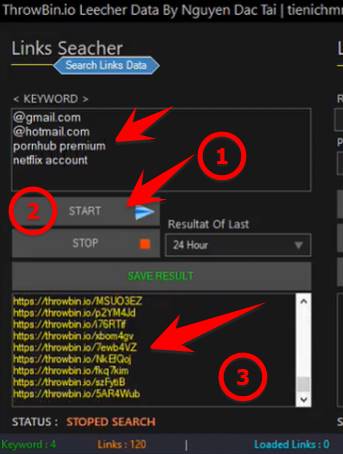 ThrowBin.io Leecher Data By Nguyen Dac Tai | tienichm
Links Seacher
Search Links Data
< KEYWORD >
@gmail.com
@hotmail.com
pornhub premium
netflix account
1
2
START
Resultat Of Last
STOP
24 Hour
SAVE RESULT
https://throwbin.io/MSUO3EZ
https://throwbin.io/p2YM4Jd
https://throwbin.io/i76RTif
https://throwbin.io/xbom4gv
https://throwbin.io/7ewb4VZ
https://throwbin.io/NkEfQoj
https://throwbin.io/fkq7kim
https://throwbin.io/szFytiB
https://throwbin.io/5AR4Wub
3
STATUS : STOPED SEARCH
Keyword : 4 Links : 120 | Loaded Links : 0